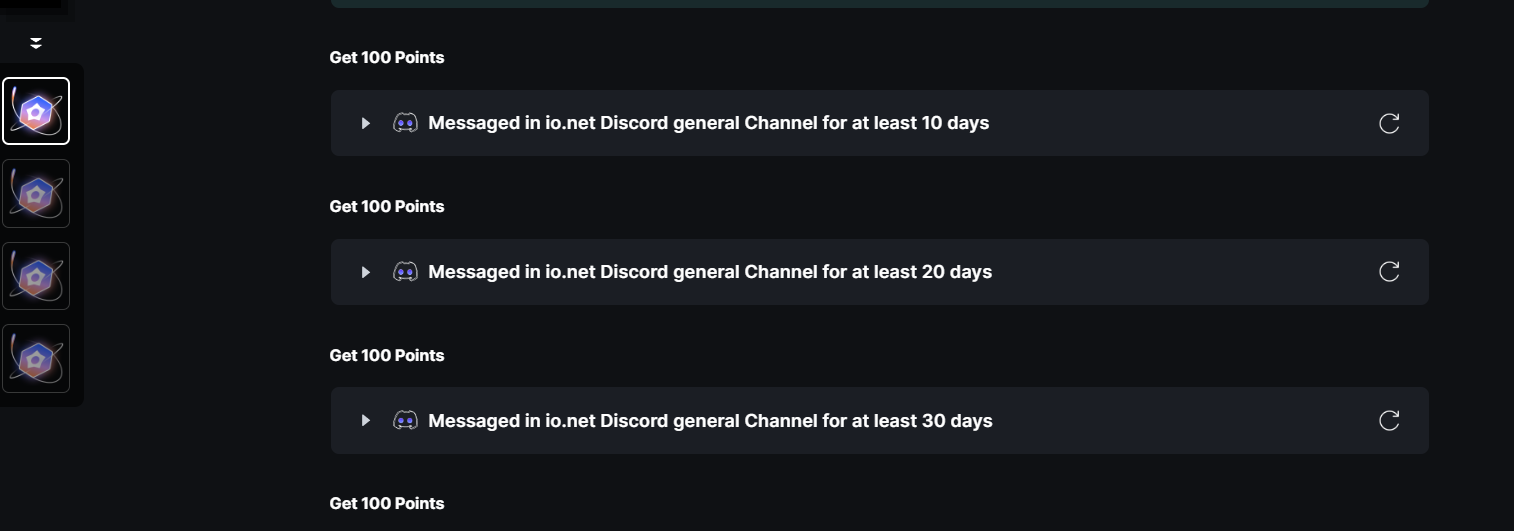 Get 100 Points
Messaged in io.net Discord general Channel for at least 10 days
Get 100 Points
Messaged in io.net Discord general Channel for at least 20 days
Get 100 Points
Messaged in io.net Discord general Channel for at least 30 days
Get 100 Points